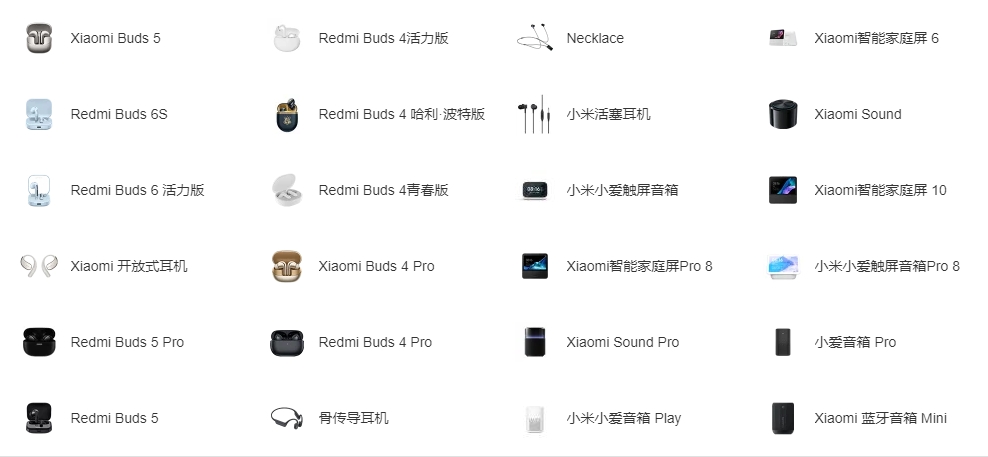 Xiaomi Buds 5
Redmi Buds 4活力版
Necklace
Xiaomi智能家庭屏 6
Redmi Buds 6S
Redmi Buds 4 哈利·波特版
小米活塞耳机
Xiaomi Sound
Redmi Buds 6 活力版
Redmi Buds 4青春版
小米小爱触屏音箱
Xiaomi智能家庭屏 10
Xiaomi 开放式耳机
Xiaomi Buds 4 Pro
Xiaomi智能家庭屏Pro 8
小米小爱触屏音箱Pro 8
Redmi Buds 5 Pro
Redmi Buds 4 Pro
Xiaomi Sound Pro
小爱音箱 Pro
Redmi Buds 5
骨传导耳机
小米小爱音箱 Play
Xiaomi 蓝牙音箱 Mini